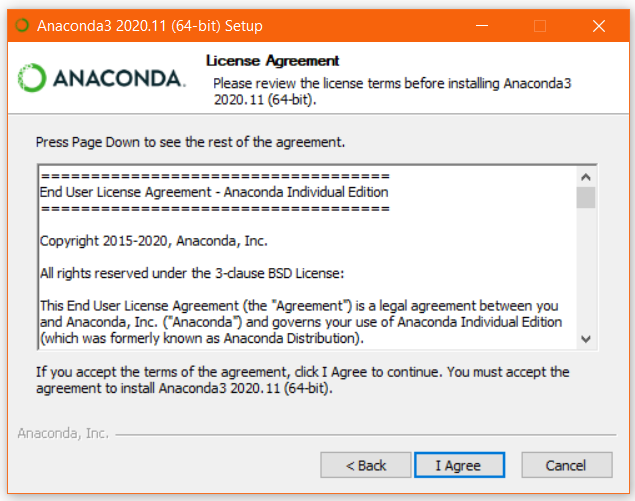 Anaconda3 2020.11 (64-bit) Setup
ANACONDA.
License Agreement
Please review the license terms before installing Anaconda3
2020.11 (64-bit).
Press Page Down to see the rest of the agreement.
===================================
End User License Agreement - Anaconda Individual Edition
===================================
Copyright 2015-2020, Anaconda, Inc.
All rights reserved under the 3-clause BSD License:
This End User License Agreement (the "Agreement") is a legal agreement between you
and Anaconda, Inc. ("Anaconda") and governs your use of Anaconda Individual Edition
(which was formerly known as Anaconda Distribution).
If you accept the terms of the agreement, click I Agree to continue. You must accept the
agreement to install Anaconda3 2020.11 (64-bit).
Anaconda, Inc.
< Back
I Agree
Cancel